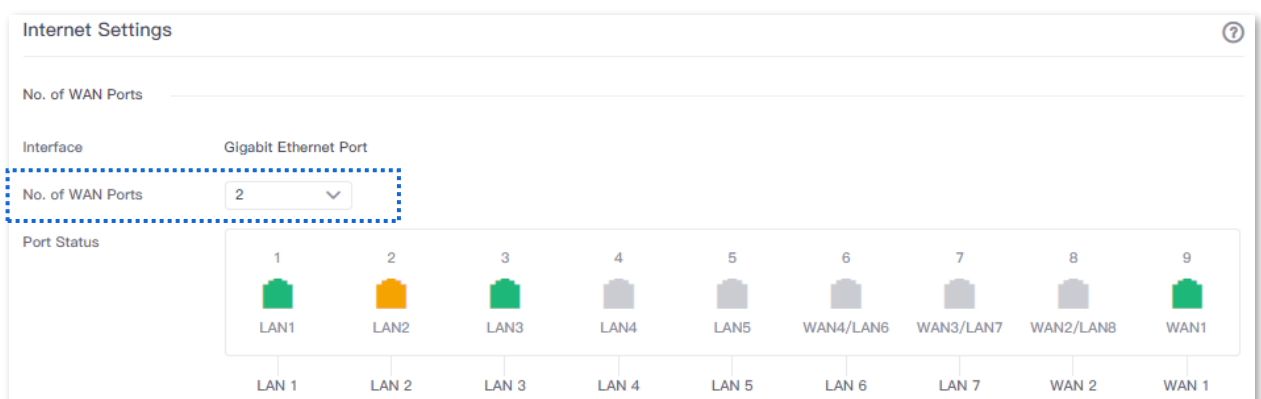 Internet Settings
No. of WAN Ports
Interface Gigabit Ethernet Port
No. of WAN Ports 2
Port Status
1 2 3 4 5 6 7 8 9
LAN1 LAN2 LAN3 LAN4 LAN5 WAN4/LAN6 WAN3/LAN7 WAN2/LAN8 WAN1
LAN 1 LAN 2 LAN 3 LAN 4 LAN 5 LAN 6 LAN 7 WAN 2 WAN 1